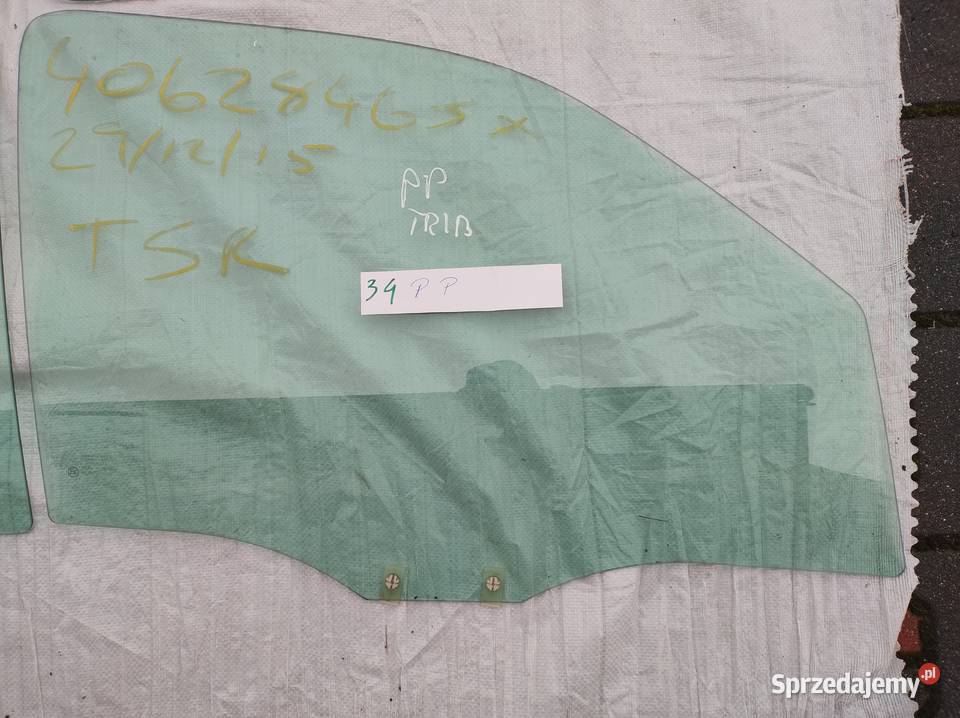 40628463x
29/12/15
TSR
PP
TRIB
34 PP
Sprzedajemy.pl